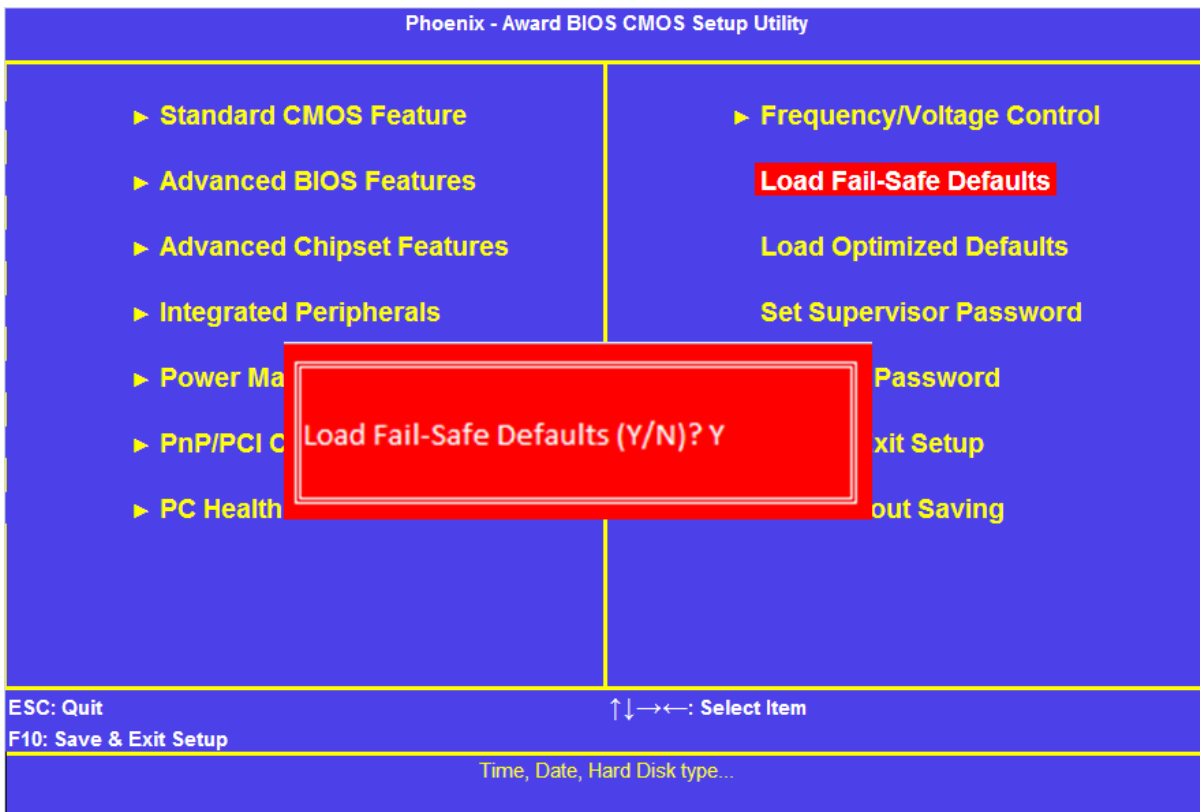 Phoenix - Award BIOS CMOS Setup Utility
► Standard CMOS Feature
► Advanced BIOS Features
► Advanced Chipset Features
► Integrated Peripherals
► Power Ma
► PnP/PCI C
► PC Health
► Frequency/Voltage Control
Load Fail-Safe Defaults
Load Optimized Defaults
Set Supervisor Password
Password
xit Setup
out Saving
Load Fail-Safe Defaults (Y/N)? Y
ESC: Quit
↑↓→←: Select Item
F10: Save & Exit Setup
Time, Date, Hard Disk type...